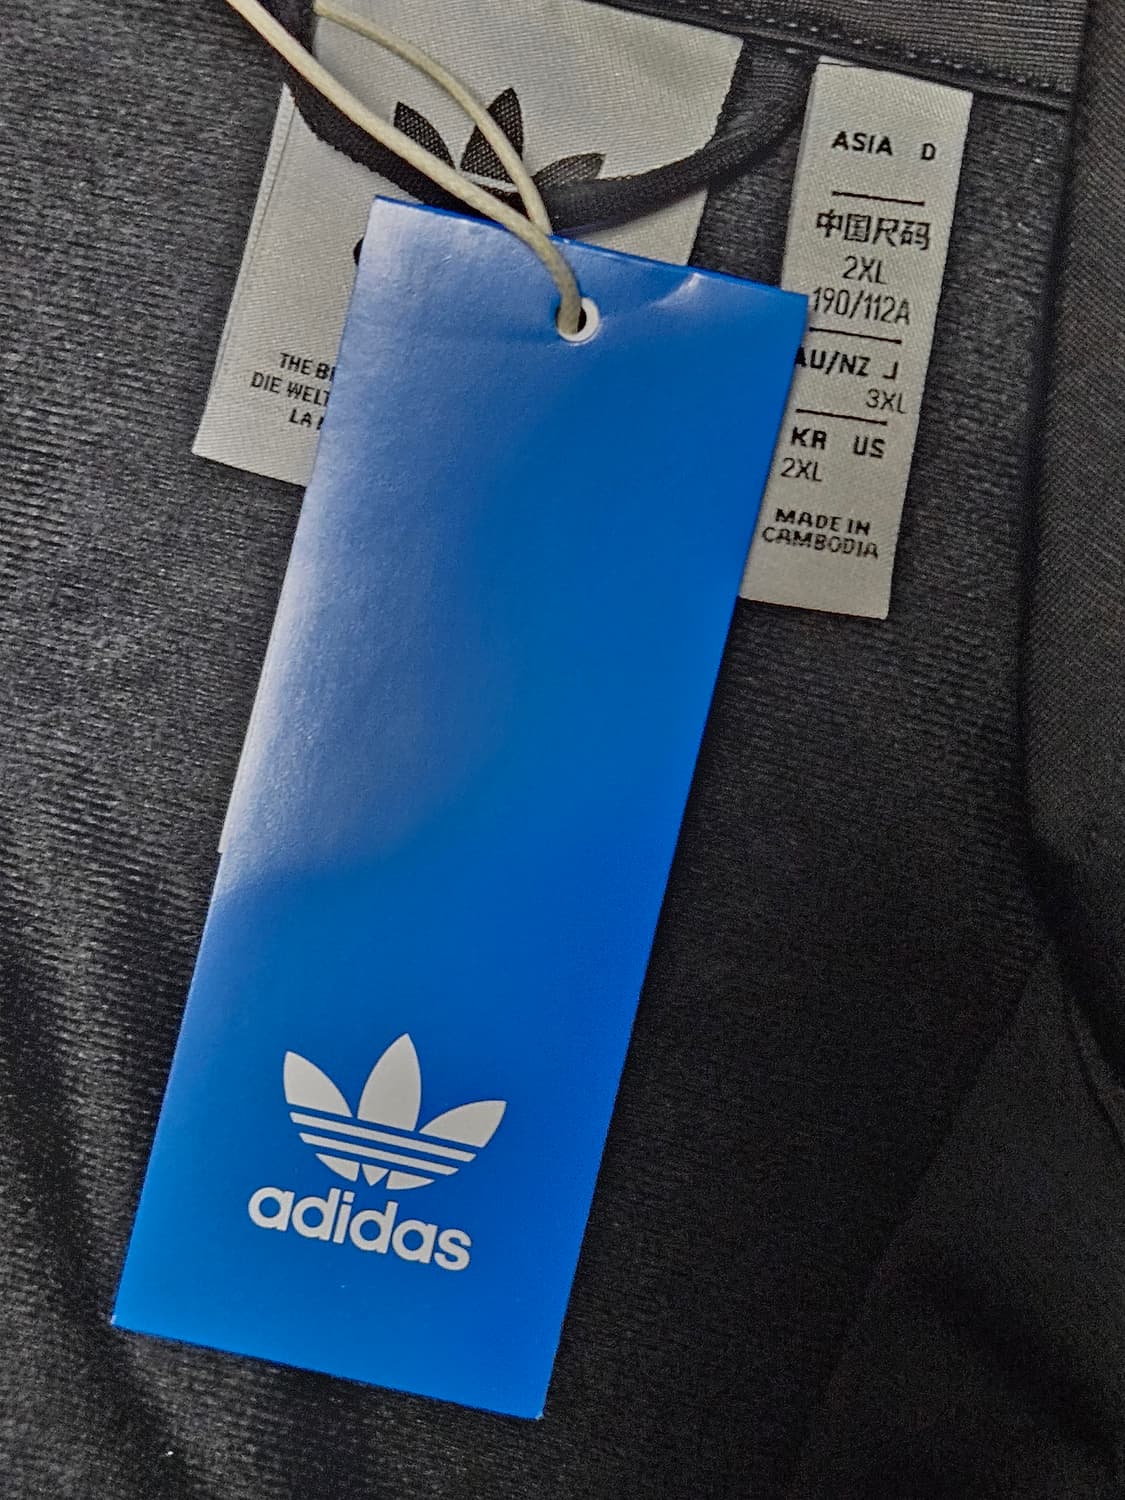 THE B
DIE WELT
LA
ASIA D
中国尺码
2XL
190/112A
AU/NZ J
3XL
KR US
2XL
MADE IN
CAMBODIA
adidas